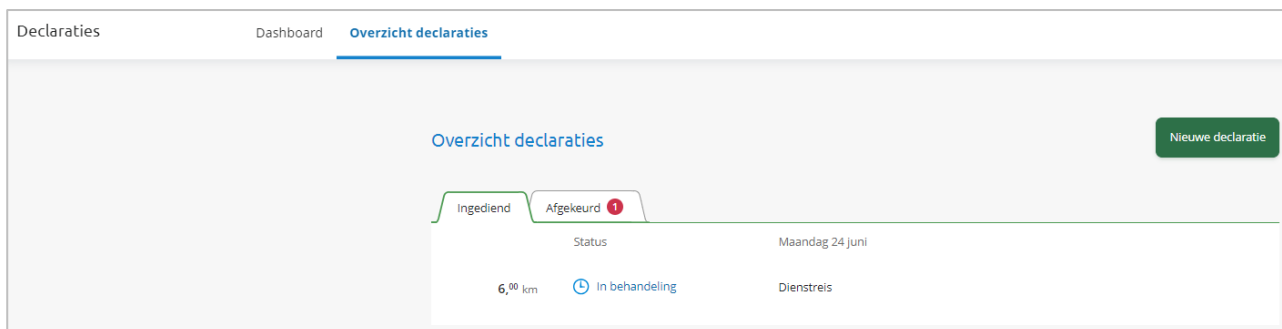 Declaraties Dashboard Overzicht declaraties
Overzicht declaraties Nieuwe declaratie
Ingediend Afgekeurd 1
Status Maandag 24 juni
6,00 km In behandeling Dienstreis